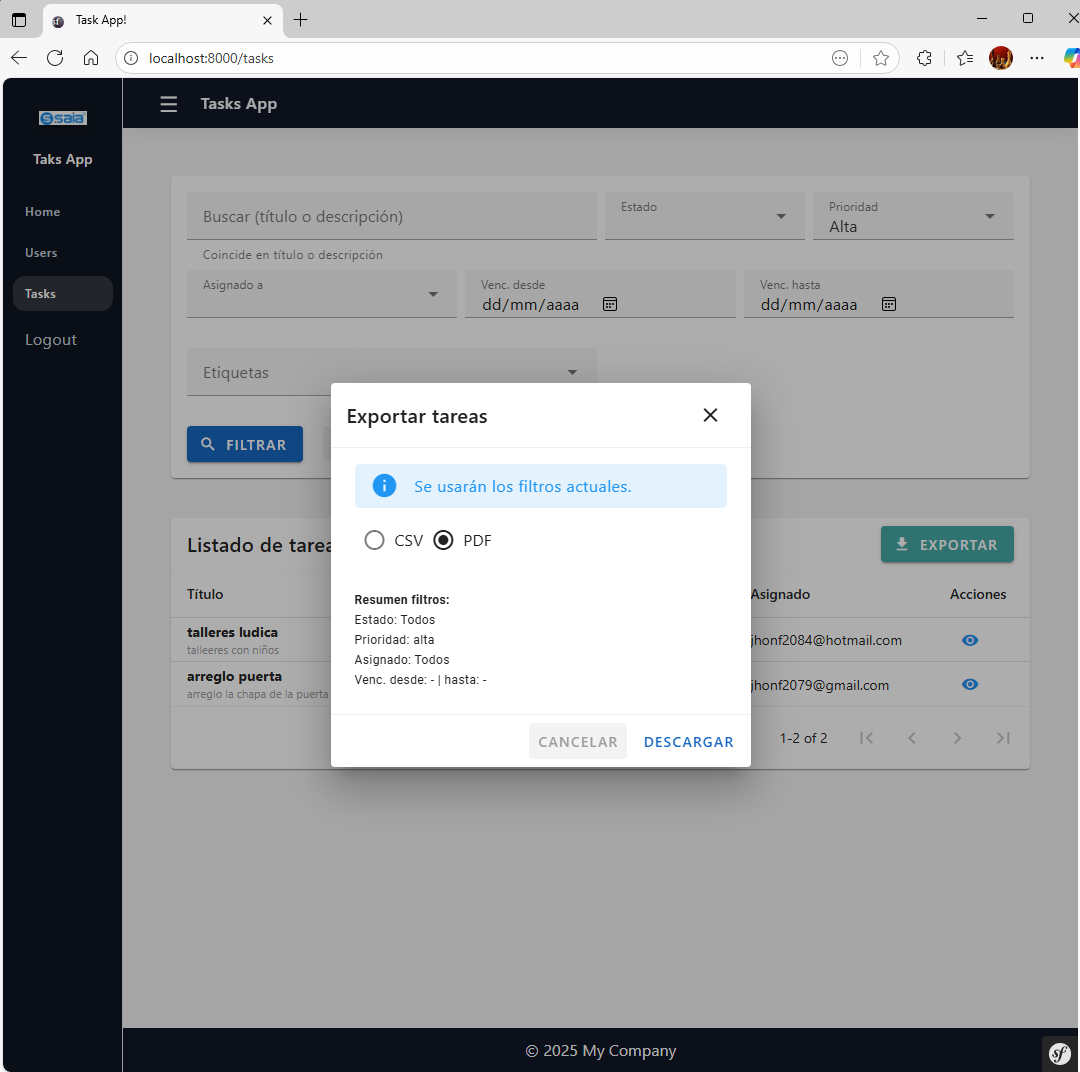 Task App!
localhost:8000/tasks
saia
Taks App
Home
Users
Tasks
Logout
Tasks App
Buscar (título o descripción)
Coincide en título o descripción
Estado
Prioridad
Alta
Asignado a
Venc. desde
dd/mm/aaaa
Venc. hasta
dd/mm/aaaa
Etiquetas
FILTRAR
Listado de tarea
EXPORTAR
Título
Asignado
Acciones
talleres ludica
talleeres con niños
jhonf2084@hotmail.com
arreglo puerta
arreglo la chapa de la puerta
jhonf2079@gmail.com
1-2 of 2
Exportar tareas
Se usarán los filtros actuales.
CSV
PDF
Resumen filtros:
Estado: Todos
Prioridad: alta
Asignado: Todos
Venc. desde: - | hasta: -
CANCELAR
DESCARGAR
© 2025 My Company
sf